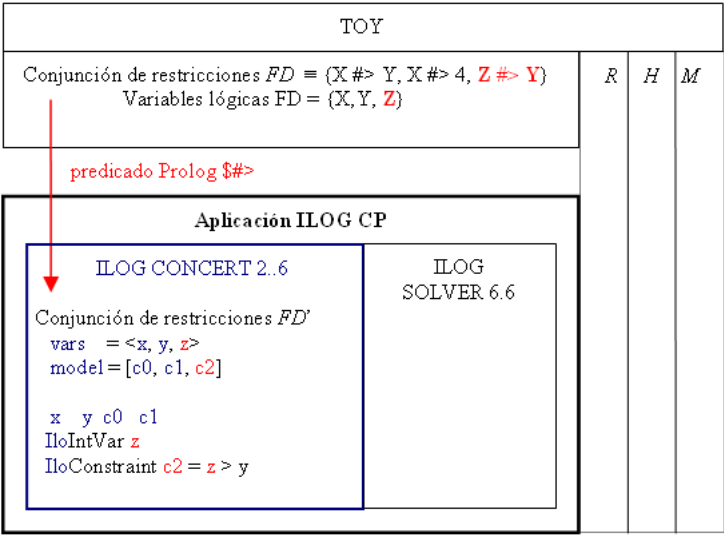 TOY
Conjunción de restricciones FD ≡ {X #> Y, X #> 4, Z #> Y}
Variables lógicas FD = {X, Y, Z}
R H M
predicado Prolog $#>
Aplicación ILOG CP
ILOG CONCERT 2..6
ILOG
SOLVER 6.6
Conjunción de restricciones FD'
vars = <x, y, z>
model = [c0, c1, c2]
x y c0 c1
IloIntVar z
IloConstraint c2 = z > y